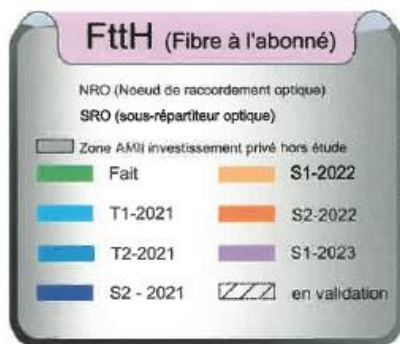 FttH (Fibre à l'abonné)
NRO (Noeud de raccordement optique)
SRO (sous-répartiteur optique)
Zone AMII investissement privé hors étude
Fait
S1-2022
T1-2021
S2-2022
T2-2021
S1-2023
S2 - 2021
en validation